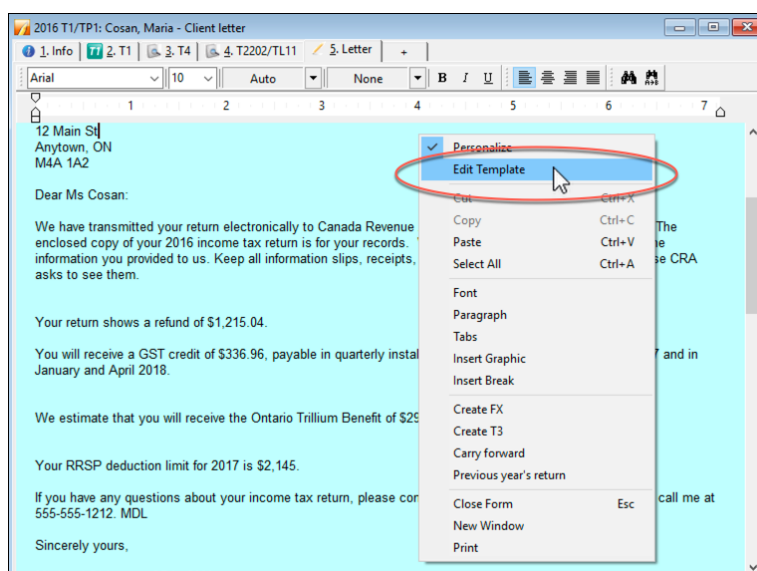 2016 T1/TP1: Cosan, Maria - Client letter
1. Info 2. T1 3. T4 4. T2202/TL11 5. Letter +
Arial 10 Auto None B I U
1 2 3 4 5 6 7
12 Main St
Anytown, ON
M4A 1A2
Dear Ms Cosan:
We have transmitted your return electronically to Canada Revenue The
enclosed copy of your 2016 income tax return is for your records.
information you provided to us. Keep all information slips, receipts, se CRA
asks to see them.
Your return shows a refund of $1,215.04.
You will receive a GST credit of $336.96, payable in quarterly instal 7 and in
January and April 2018.
We estimate that you will receive the Ontario Trillium Benefit of $29
Your RRSP deduction limit for 2017 is $2,145.
If you have any questions about your income tax return, please con call me at
555-555-1212. MDL
Sincerely yours,
Personalize
Edit Template
Cut Ctrl+X
Copy Ctrl+C
Paste Ctrl+V
Select All Ctrl+A
Font
Paragraph
Tabs
Insert Graphic
Insert Break
Create FX
Create T3
Carry forward
Previous year's return
Close Form Esc
New Window
Print